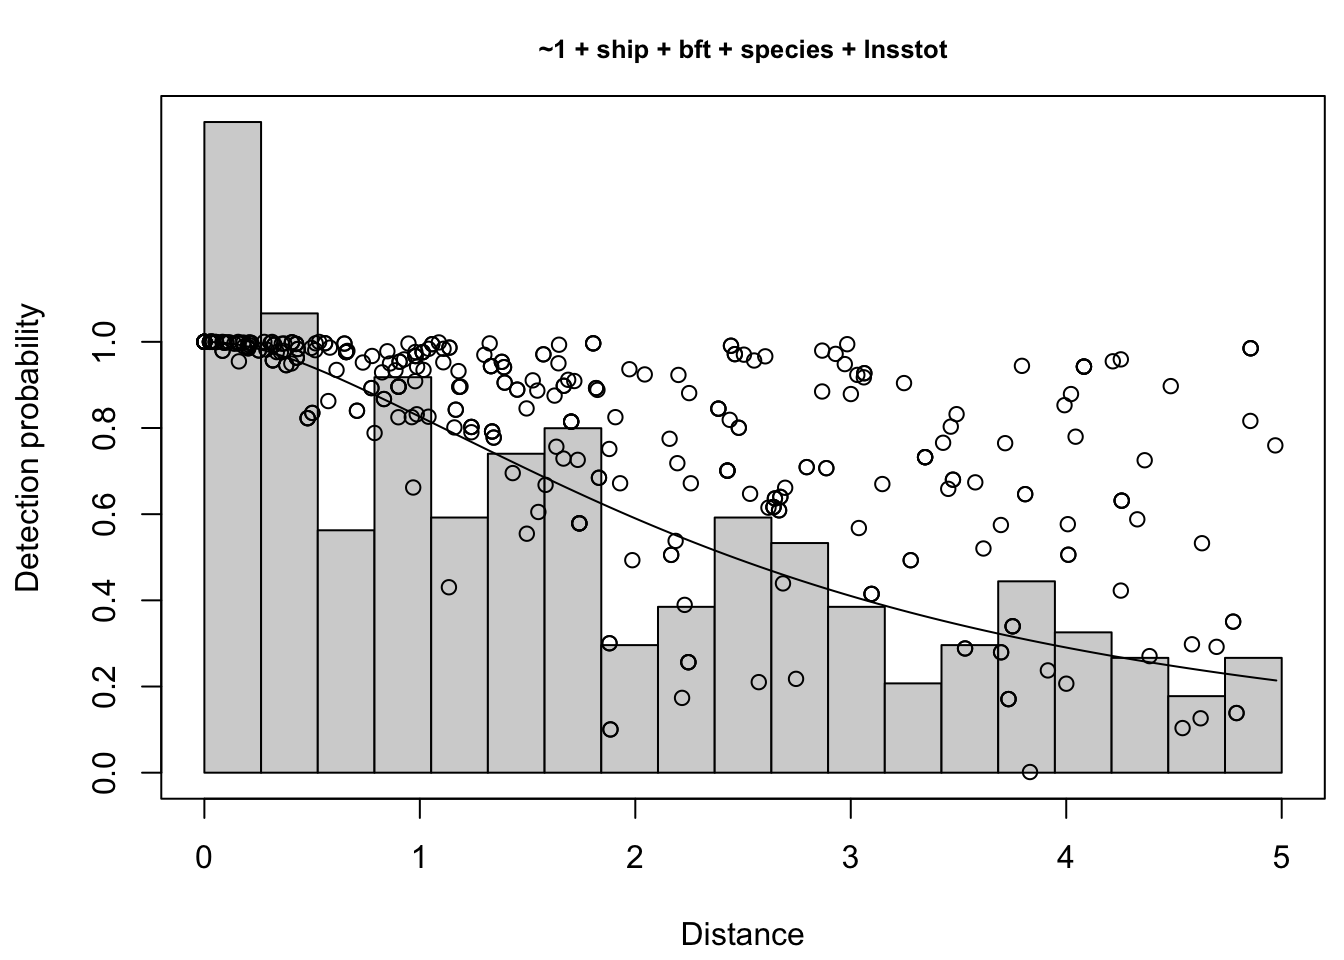 ~1 + ship + bft + species + lnsstot
Detection probability
1.0
0.8
0.6
0.4
0.2
0.0
0 1 2 3 4 5
Distance